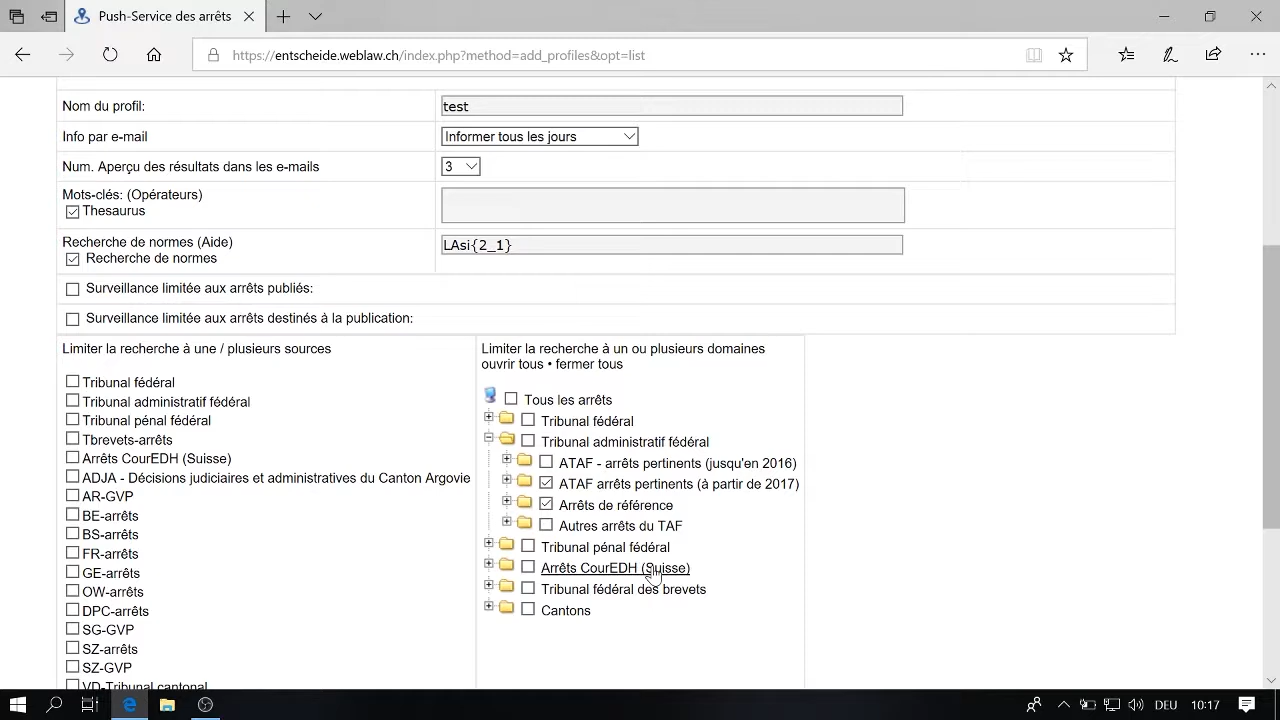 Push-Service des arrêts
https://entscheide.weblaw.ch/index.php?method=add_profiles&opt=list
Nom du profil:
test
Info par e-mail
Informer tous les jours
Num. Aperçu des résultats dans les e-mails
3
Mots-clés: (Opérateurs)
Thesaurus
Recherche de normes (Aide)
LAsi{2_1}
Recherche de normes
Surveillance limitée aux arrêts publiés:
Surveillance limitée aux arrêts destinés à la publication:
Limiter la recherche à une / plusieurs sources
Tribunal fédéral
Tribunal administratif fédéral
Tribunal pénal fédéral
Tbrevets-arrêts
Arrêts CourEDH (Suisse)
ADJA - Décisions judiciaires et administratives du Canton Argovie
AR-GVP
BE-arrêts
BS-arrêts
FR-arrêts
GE-arrêts
OW-arrêts
DPC-arrêts
SG-GVP
SZ-arrêts
SZ-GVP
VD-Tribunal cantonal
Limiter la recherche à un ou plusieurs domaines
ouvrir tous • fermer tous
Tous les arrêts
Tribunal fédéral
Tribunal administratif fédéral
ATAF - arrêts pertinents (jusqu'en 2016)
ATAF arrêts pertinents (à partir de 2017)
Arrêts de référence
Autres arrêts du TAF
Tribunal pénal fédéral
Arrêts CourEDH (Suisse)
Tribunal fédéral des brevets
Cantons
DEU
10:17